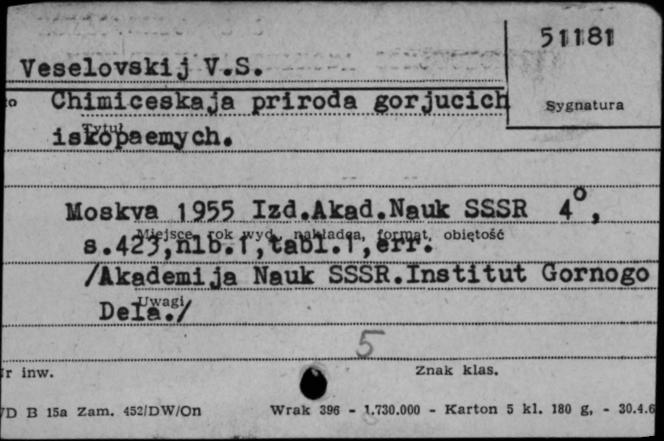 51181
Veselovskij V.S.
Chimiceskaja priroda gorjucich
Sygnatura
Tytuł
iskopaemych.
Moskva 1955 Izd.Akad.Nauk SSSR 4°,
Miejsce, rok wyd., nakładca, format, objętość
s.423,nlb.1,tabl.1,err.
/Akademija Nauk SSSR.Institut Gornogo
Uwagi
Dela./
5
Nr inw.
Znak klas.
/D B 15a Zam. 452/DW/On Wrak 396 - 1.730.000 - Karton 5 kl. 180 g, - 30.4.6